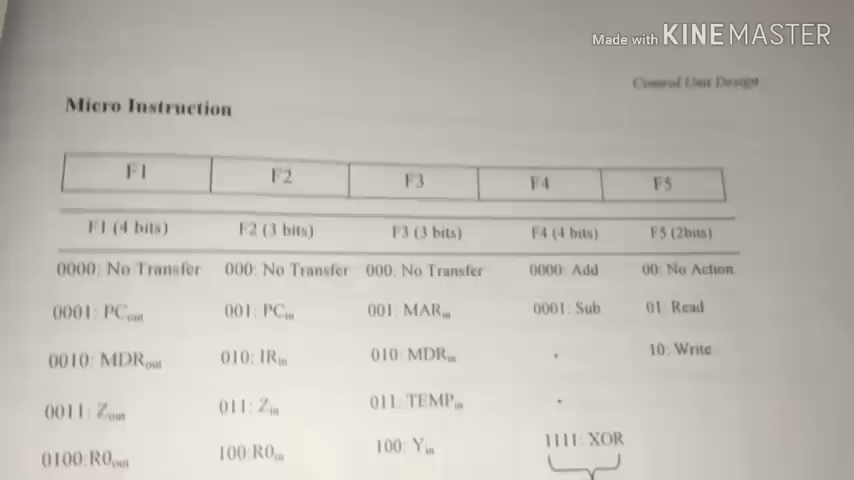 Made with KINEMASTER
Control Unit Design
Micro Instruction
F1 F2 F3 F4 F5
F1 (4 bits) F2 (3 bits) F3 (3 bits) F4 (4 bits) F5 (2bits)
0000: No Transfer 000: No Transfer 000. No Transfer 0000: Add 00: No Action
0001: PCout 001: PCin 001: MARin 0001: Sub 01: Read
0010: MDRout 010: IRin 010: MDRin . 10: Write
0011: Zout 011: Zin 011: TEMPin .
0100:R0out 100:R0in 100: Yin 1111: XOR